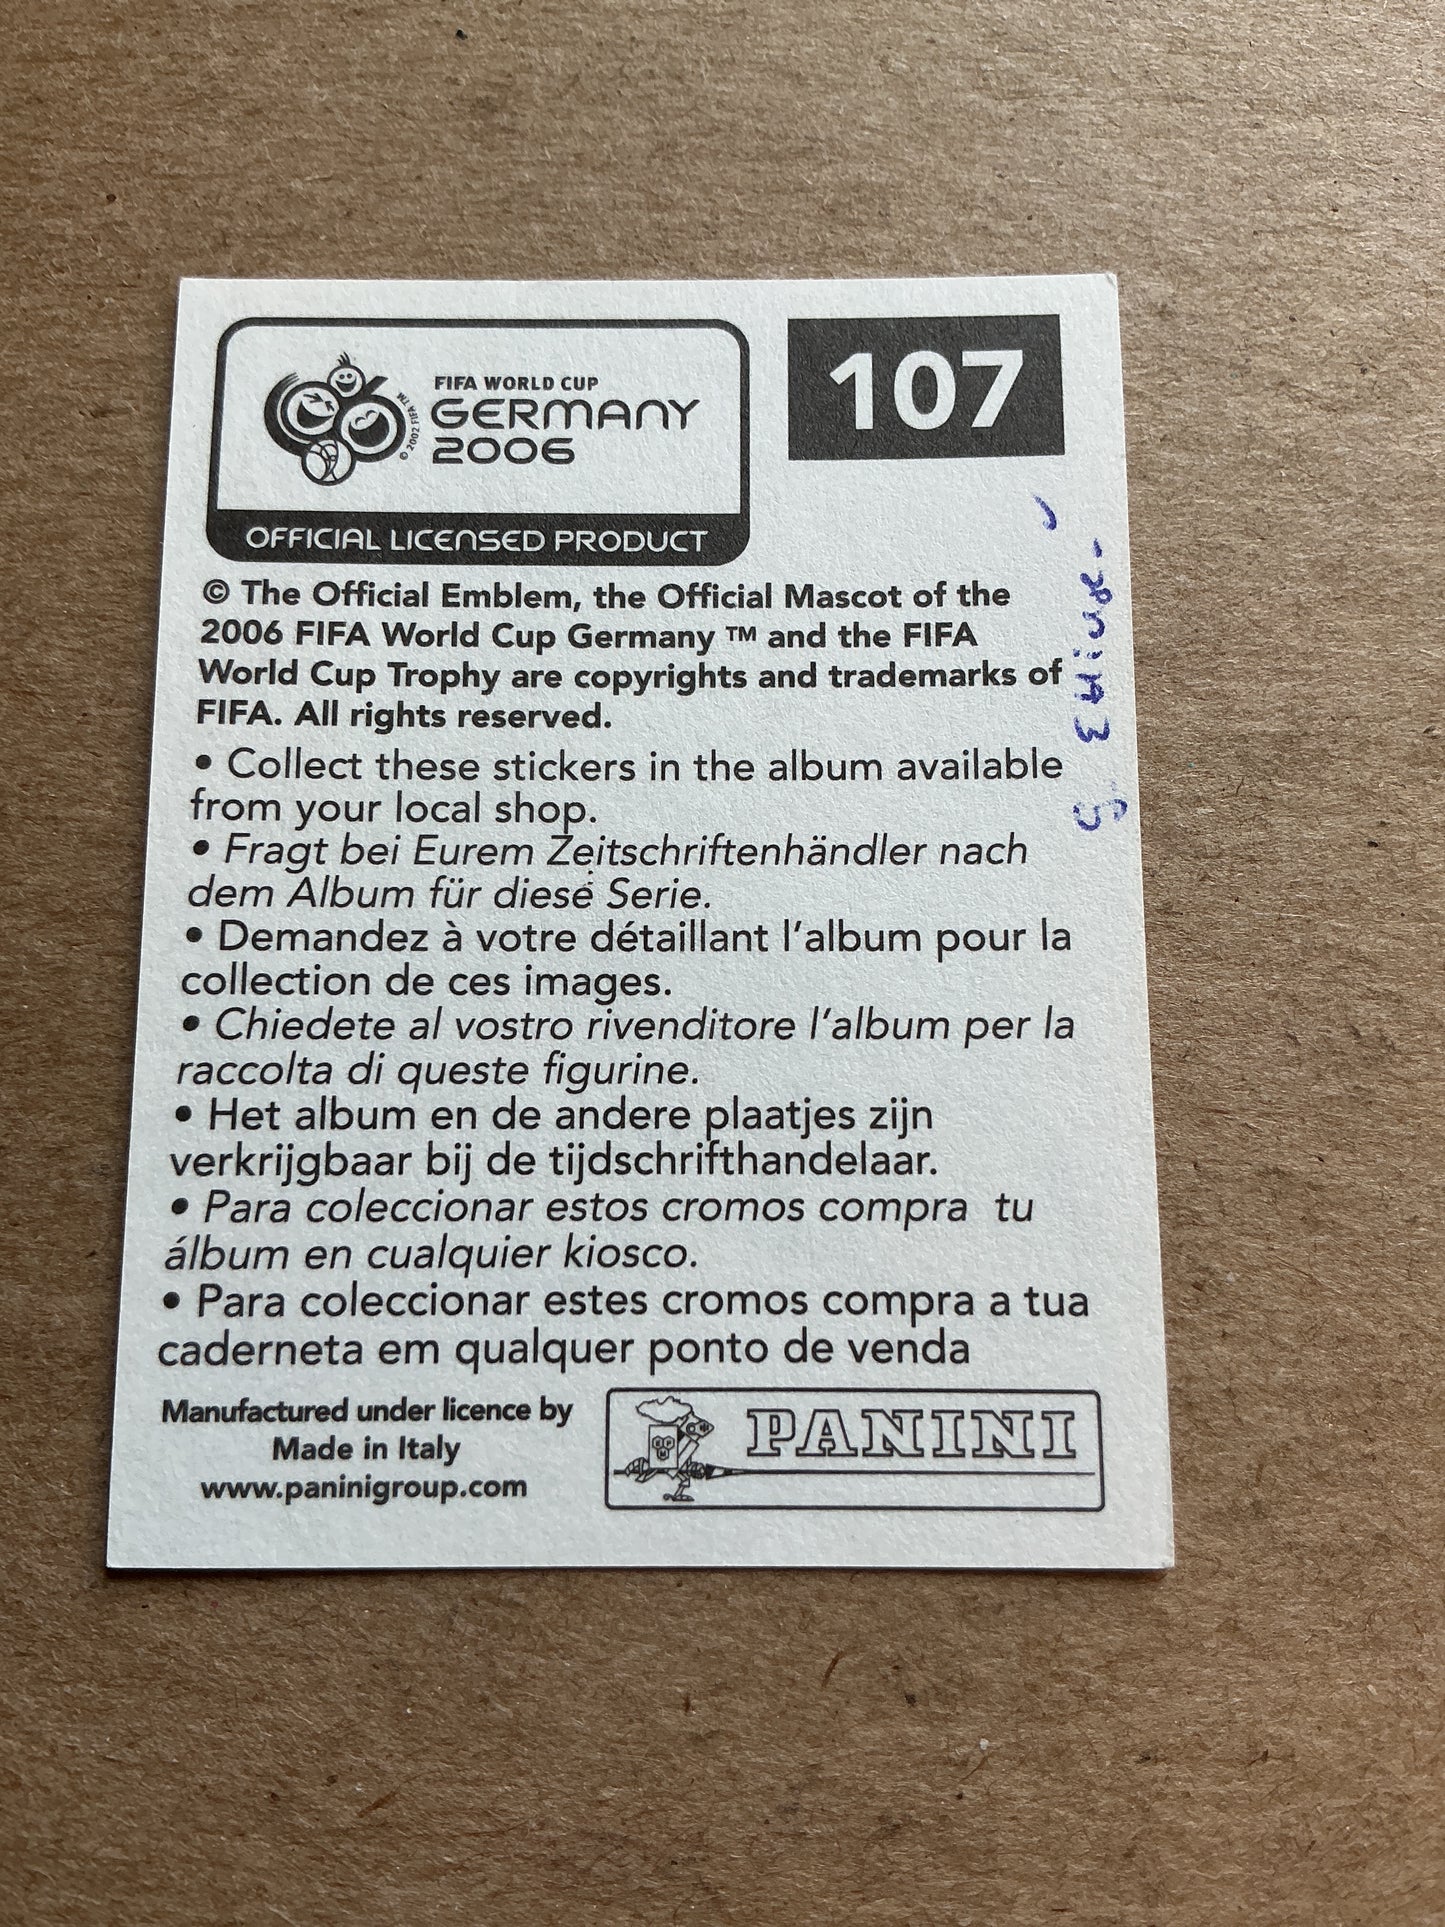 © 2002 FIFA TM
FIFA WORLD CUP
GERMANY
2006
OFFICIAL LICENSED PRODUCT
107
© The Official Emblem, the Official Mascot of the
2006 FIFA World Cup Germany ™ and the FIFA
World Cup Trophy are copyrights and trademarks of
FIFA. All rights reserved.
• Collect these stickers in the album available
from your local shop.
• Fragt bei Eurem Zeitschriftenhändler nach
dem Album für diese Serie.
• Demandez à votre détaillant l'album pour la
collection de ces images.
• Chiedete al vostro rivenditore l'album per la
raccolta di queste figurine.
• Het album en de andere plaatjes zijn
verkrijgbaar bij de tijdschrifthandelaar.
• Para coleccionar estos cromos compra tu
álbum en cualquier kiosco.
• Para coleccionar estes cromos compra a tua
caderneta em qualquer ponto de venda
Manufactured under licence by
Made in Italy
www.paninigroup.com
PANINI